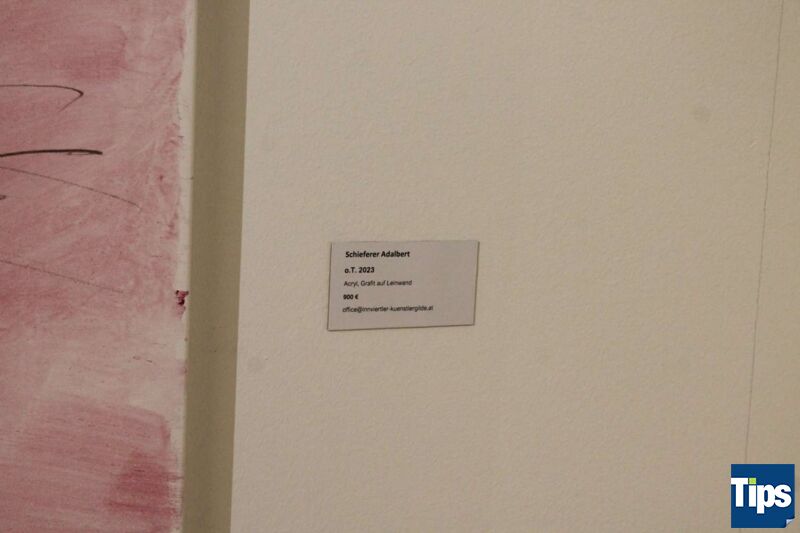 Schieferer Adalbert
o.T. 2023
Acryl, Grafit auf Leinwand
900 €
office@innviertler-kuenstlergilde.at
Tips